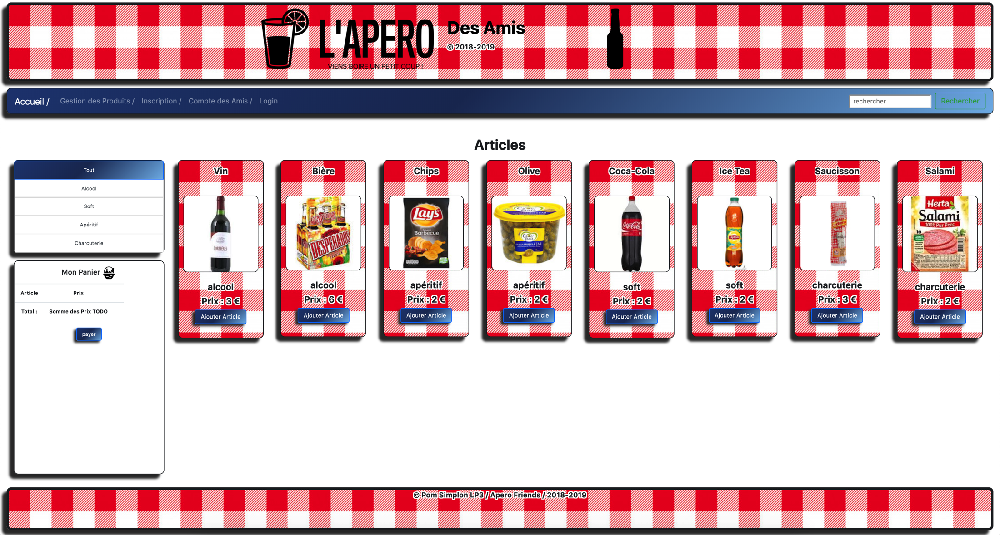 L'APERO
VIENS BOIRE UN PETIT COUP !
Des Amis
© 2018-2019
Accueil / Gestion des Produits / Inscription / Compte des Amis / Login
rechercher Rechercher
Articles
Tout
Alcool
Soft
Apéritif
Charcuterie
Mon Panier
Article Prix
Total : Somme des Prix TODO
payer
Vin
CORBIÈRES
alcool
Prix : 3 €
Ajouter Article
Bière
DESPERADOS
alcool
Prix : 6 €
Ajouter Article
Chips
Lay's
Barbecue
apéritif
Prix : 2 €
Ajouter Article
Olive
apéritif
Prix : 2 €
Ajouter Article
Coca-Cola
Coca-Cola
soft
Prix : 2 €
Ajouter Article
Ice Tea
Lipton
soft
Prix : 2 €
Ajouter Article
Saucisson
charcuterie
Prix : 3 €
Ajouter Article
Salami
Herta
Salami
100% Pur Porc
16
charcuterie
Prix : 2 €
Ajouter Article
© Pom Simplon LP3 / Apero Friends / 2018-2019